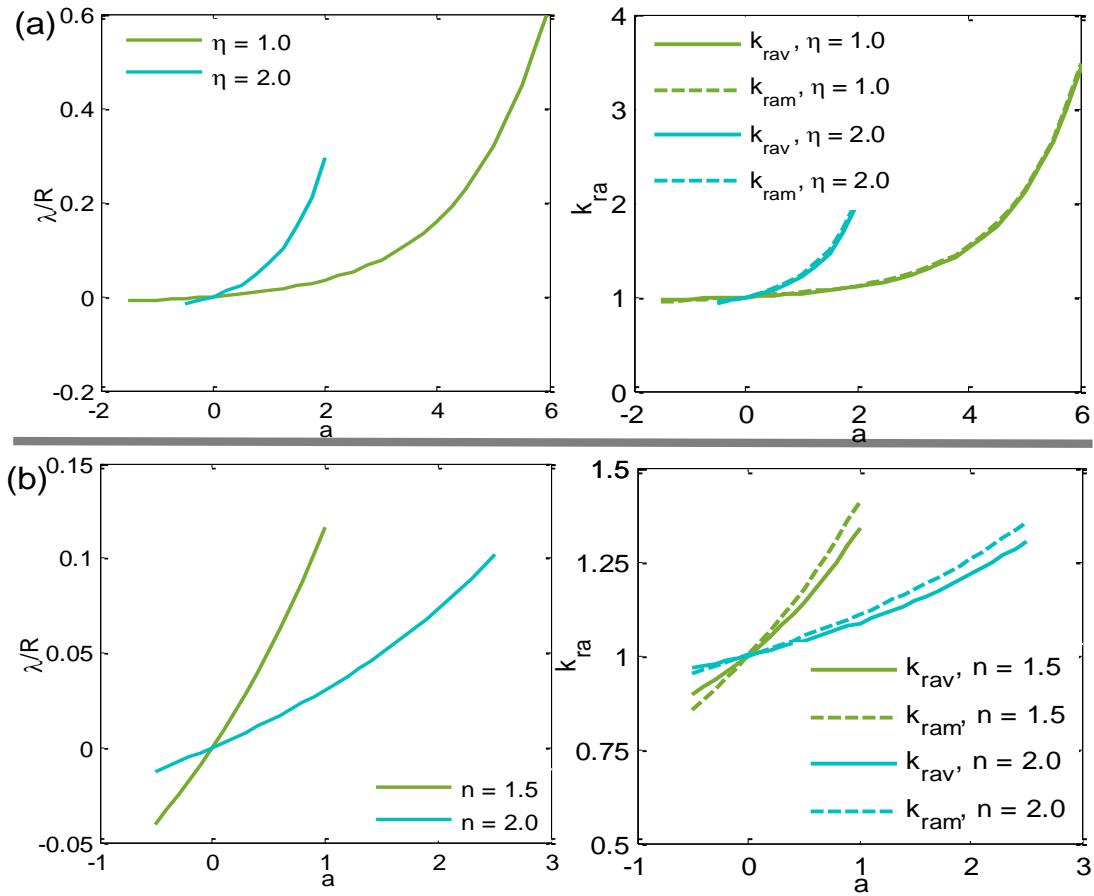 (a)
0.6
0.4
0.2
0
-0.2
λ/R
η = 1.0
η = 2.0
-2 0 2 4 6
a
4
3
2
1
0
k_ra
k_rav, η = 1.0
k_ram, η = 1.0
k_rav, η = 2.0
k_ram, η = 2.0
-2 0 2 4 6
a
(b)
0.15
0.1
0.05
0
-0.05
λ/R
n = 1.5
n = 2.0
-1 0 1 2 3
a
1.5
1.25
1
0.75
0.5
k_ra
k_rav, n = 1.5
k_ram, n = 1.5
k_rav, n = 2.0
k_ram, n = 2.0
-1 0 1 2 3
a